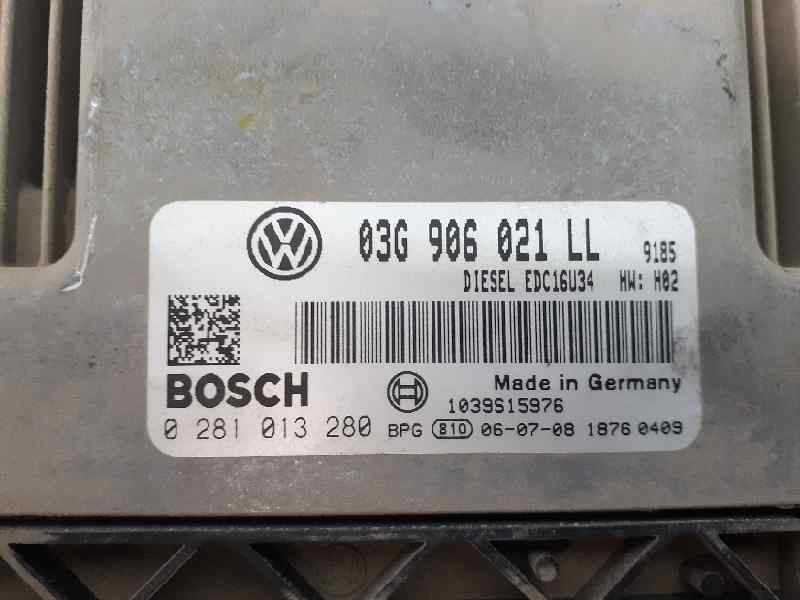 03G 906 021 LL 9185
DIESEL EDC16U34 HW: H02
BOSCH
Made in Germany
1039S15976
0 281 013 280 BPG 810 06-07-08 1876 0409